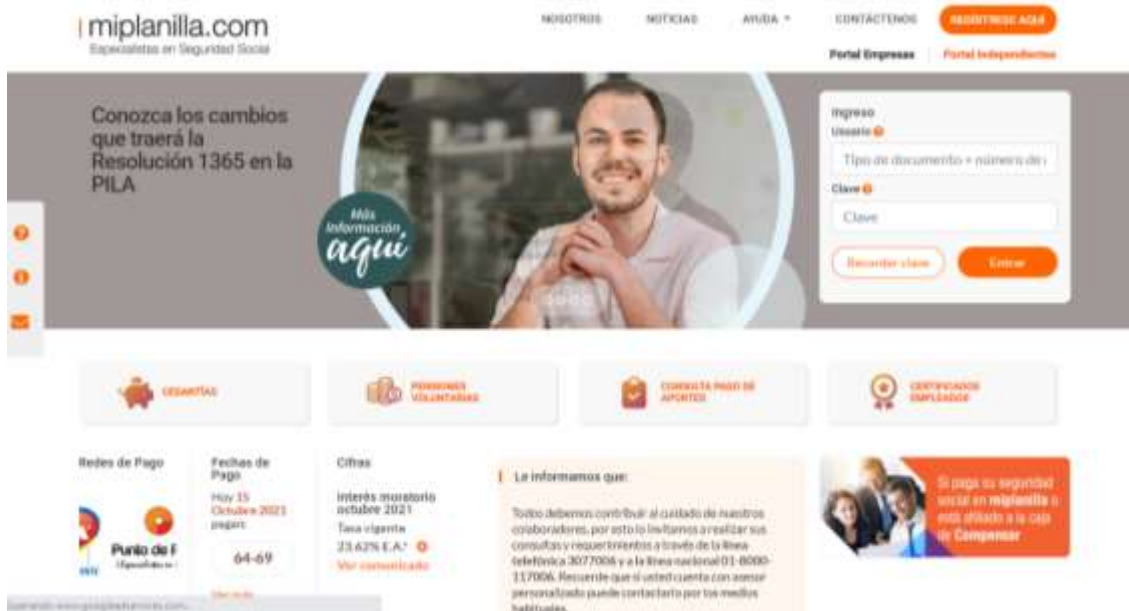 miplanilla.com
Especialistas en Seguridad Social
NOSOTROS
NOTICIAS
AYUDA
CONTÁCTENOS
REGÍSTRESE AQUÍ
Portal Empresas
Portal Independientes
Conozca los cambios
que traerá la
Resolución 1365 en la
PILA
Más
Información
aquí
Ingreso
Usuario
Tipo de documento + número de
Clave
Clave
Recordar clave
Entrar
CESANTÍAS
PENSIONES
VOLUNTARIAS
CONSULTA PAGO DE
APORTES
CERTIFICADOS
EMPLEADOR
Redes de Pago
Punto de F
Fechas de
Pago
Hoy 15
Octubre 2021
pagan:
64-69
Ver más
Cifras
Interés moratorio
octubre 2021
Tasa vigente
23.62% E.A.*
Ver comunicado
Le informamos que:
Todos debemos contribuir al cuidado de nuestros
colaboradores, por esto lo invitamos a realizar sus
consultas y requerimientos a través de la línea
telefónica 3077006 y a la línea nacional 01-8000-
117006. Recuerde que si usted cuenta con asesor
personalizado puede contactarlo por los medios
habituales.
Si paga su seguridad
social en miplanilla o
está afiliado a la caja
de Compensar